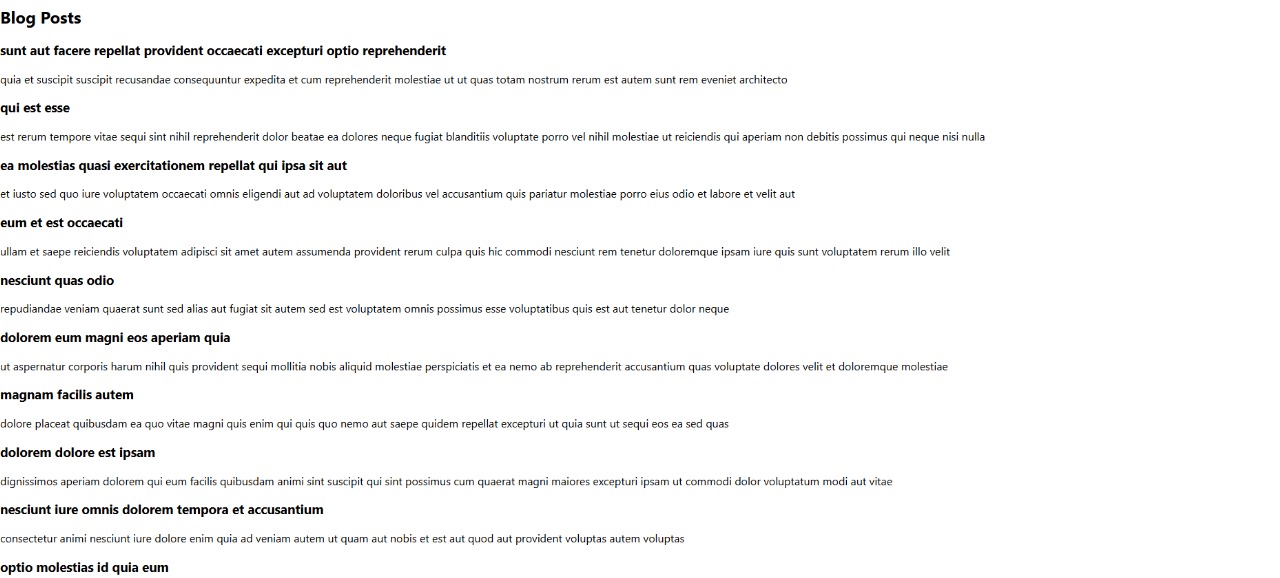 Blog Posts
sunt aut facere repellat provident occaecati excepturi optio reprehenderit
quia et suscipit suscipit recusandae consequuntur expedita et cum reprehenderit molestiae ut ut quas totam nostrum rerum est autem sunt rem eveniet architecto
qui est esse
est rerum tempore vitae sequi sint nihil reprehenderit dolor beatae ea dolores neque fugiat blanditiis voluptate porro vel nihil molestiae ut reiciendis qui aperiam non debitis possimus qui neque nisi nulla
ea molestias quasi exercitationem repellat qui ipsa sit aut
et iusto sed quo iure voluptatem occaecati omnis eligendi aut ad voluptatem doloribus vel accusantium quis pariatur molestiae porro eius odio et labore et velit aut
eum et est occaecati
ullam et saepe reiciendis voluptatem adipisci sit amet autem assumenda provident rerum culpa quis hic commodi nesciunt rem tenetur doloremque ipsam iure quis sunt voluptatem rerum illo velit
nesciunt quas odio
repudiandae veniam quaerat sunt sed alias aut fugiat sit autem sed est voluptatem omnis possimus esse voluptatibus quis est aut tenetur dolor neque
dolorem eum magni eos aperiam quia
ut aspernatur corporis harum nihil quis provident sequi mollitia nobis aliquid molestiae perspiciatis et ea nemo ab reprehenderit accusantium quas voluptate dolores velit et doloremque molestiae
magnam facilis autem
dolore placeat quibusdam ea quo vitae magni quis enim qui quis quo nemo aut saepe quidem repellat excepturi ut quia sunt ut sequi eos ea sed quas
dolorem dolore est ipsam
dignissimos aperiam dolorem qui eum facilis quibusdam animi sint suscipit qui sint possimus cum quaerat magni maiores excepturi ipsam ut commodi dolor voluptatum modi aut vitae
nesciunt iure omnis dolorem tempora et accusantium
consectetur animi nesciunt iure dolore enim quia ad veniam autem ut quam aut nobis et est aut quod aut provident voluptas autem voluptas
optio molestias id quia eum